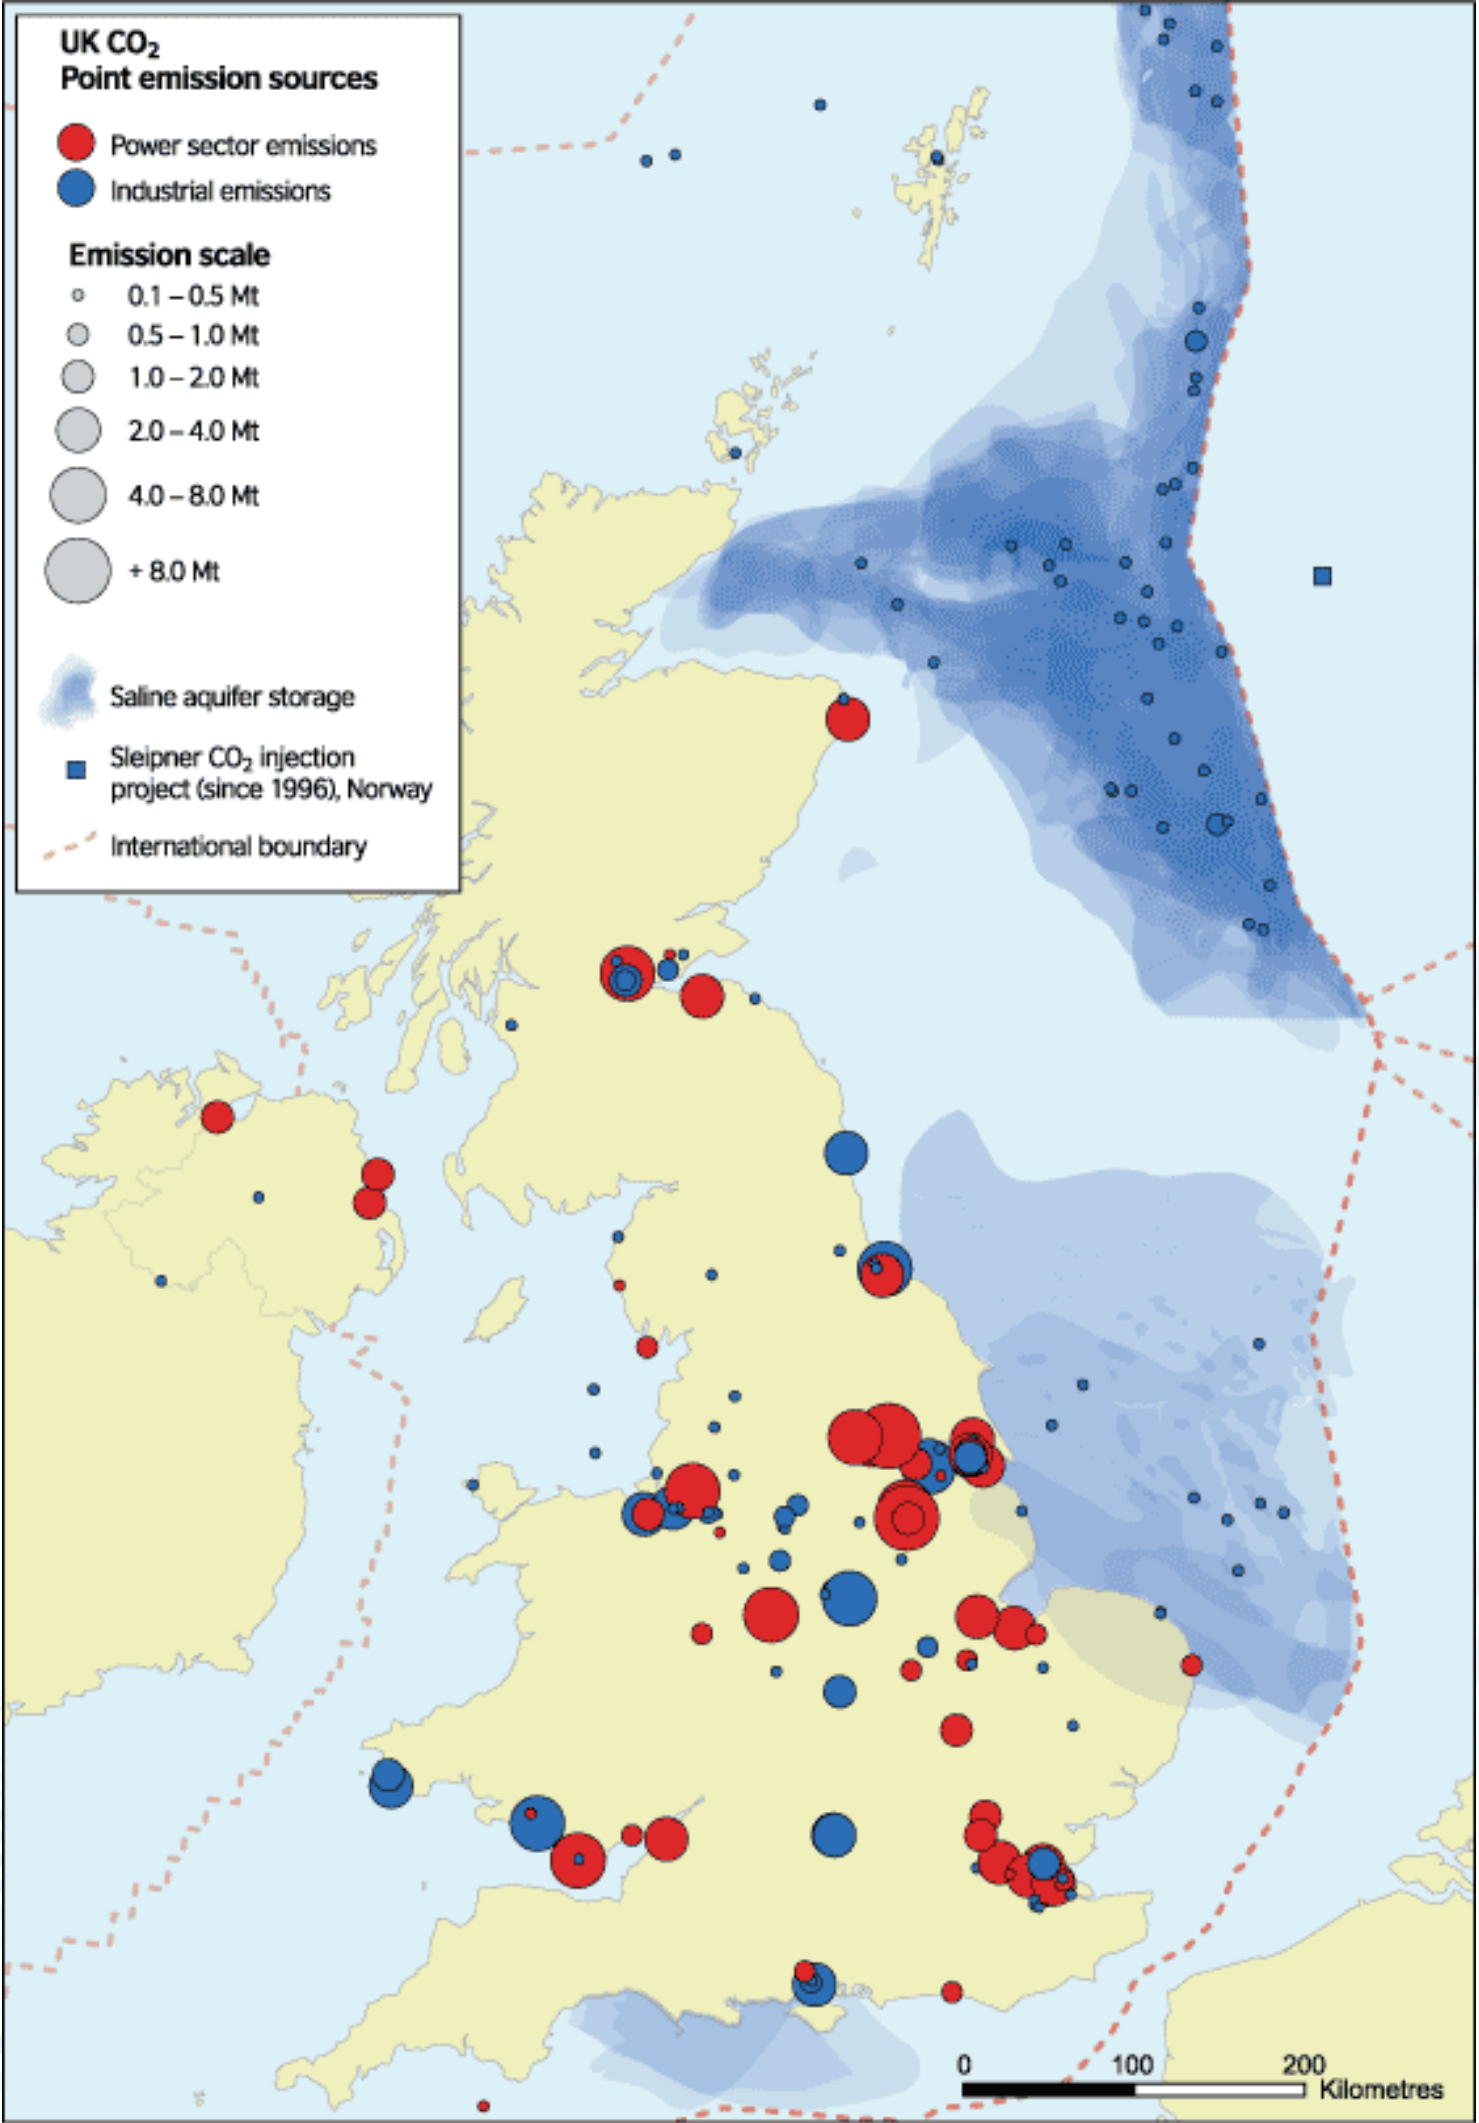 UK CO₂
Point emission sources
Power sector emissions
Industrial emissions
Emission scale
0.1 – 0.5 Mt
0.5 – 1.0 Mt
1.0 – 2.0 Mt
2.0 – 4.0 Mt
4.0 – 8.0 Mt
+ 8.0 Mt
Saline aquifer storage
Sleipner CO₂ injection
project (since 1996), Norway
International boundary
0 100 200
Kilometres